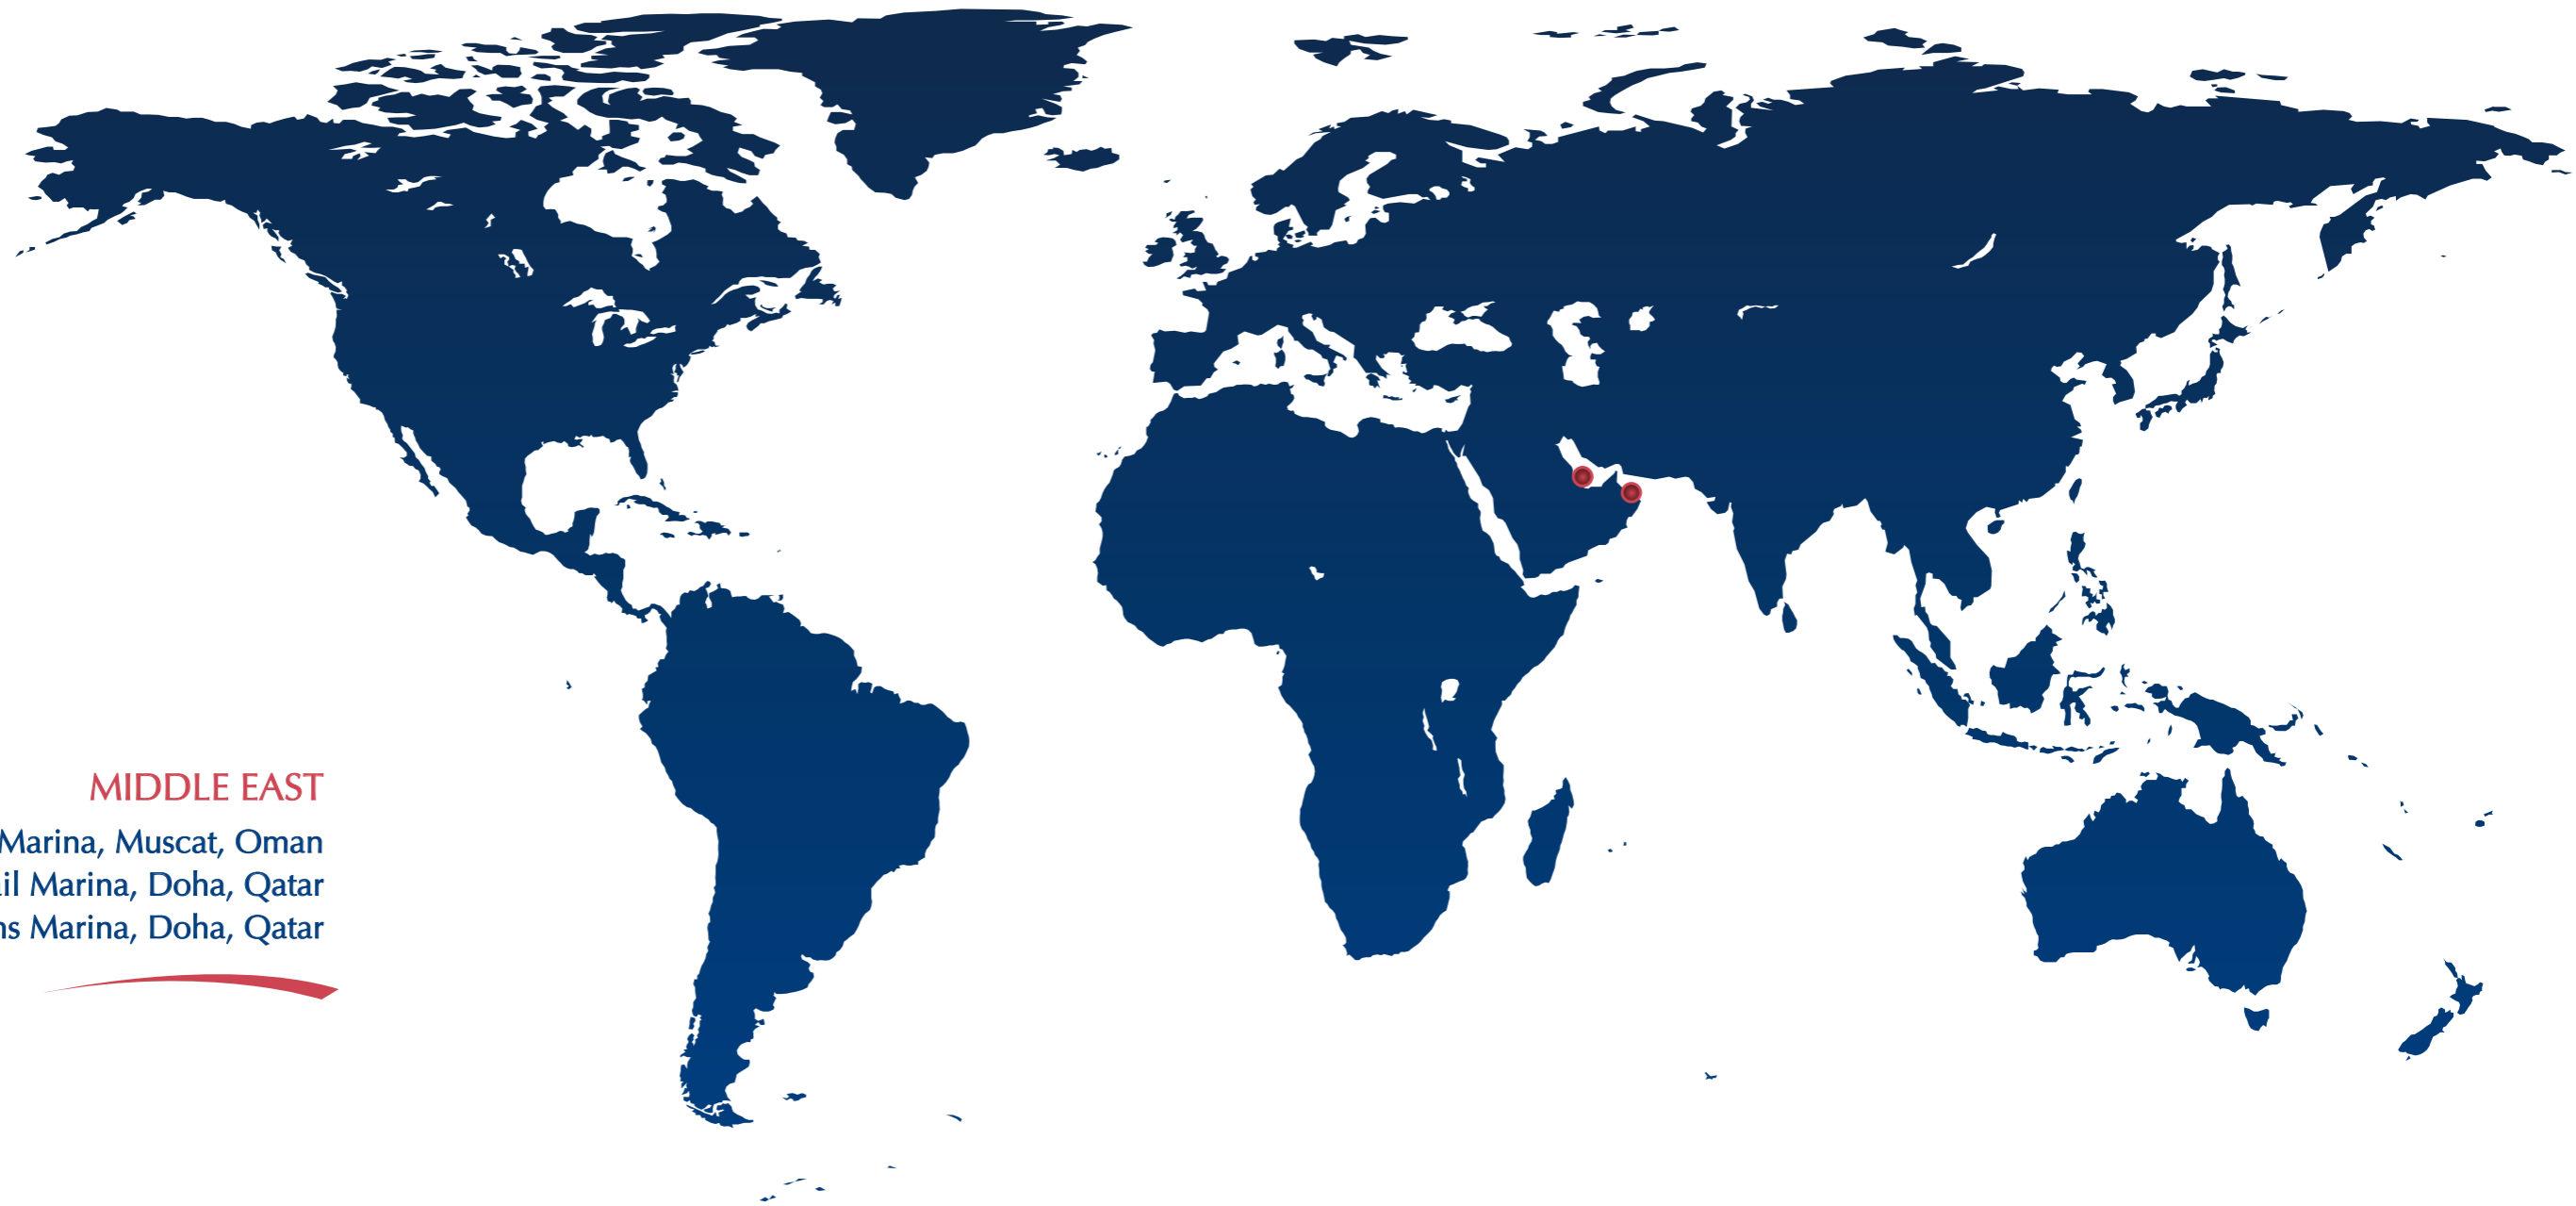 MIDDLE EAST
Marina, Muscat, Oman
il Marina, Doha, Qatar
ns Marina, Doha, Qatar